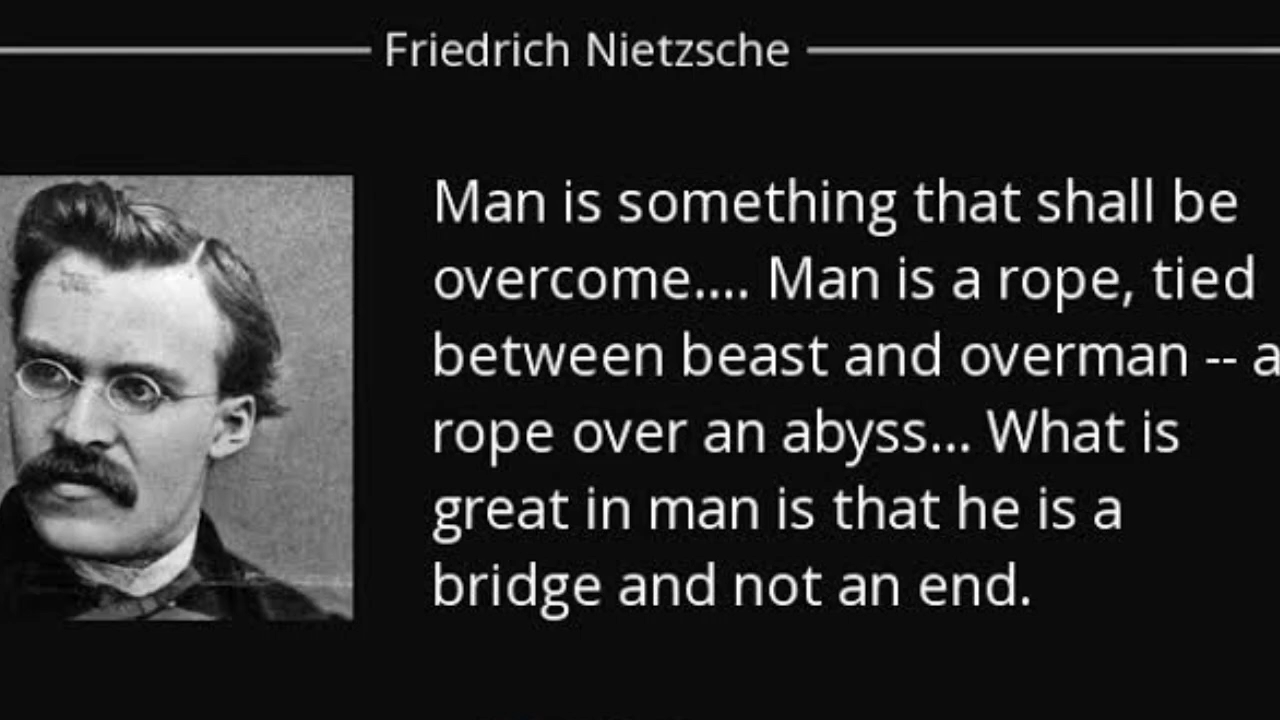 Friedrich Nietzsche
Man is something that shall be
overcome.... Man is a rope, tied
between beast and overman -- a
rope over an abyss... What is
great in man is that he is a
bridge and not an end.